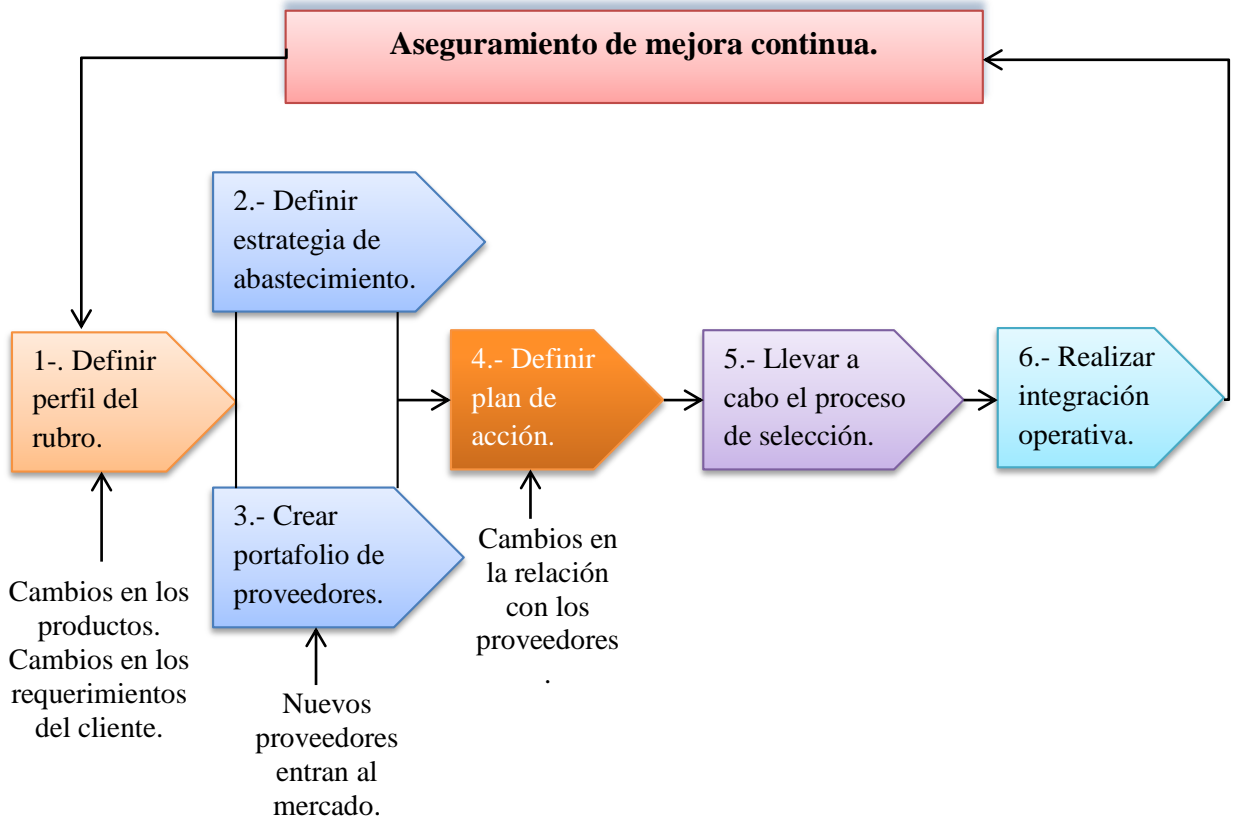 Aseguramiento de mejora continua.
2.- Definir
estrategia de
abastecimiento.
1-. Definir
perfil del
rubro.
4.- Definir
plan de
acción.
5.- Llevar a
cabo el proceso
de selección.
6.- Realizar
integración
operativa.
3.- Crear
portafolio de
proveedores.
Cambios en los
productos.
Cambios en los
requerimientos
del cliente.
Nuevos
proveedores
entran al
mercado.
Cambios en
la relación
con los
proveedores
.